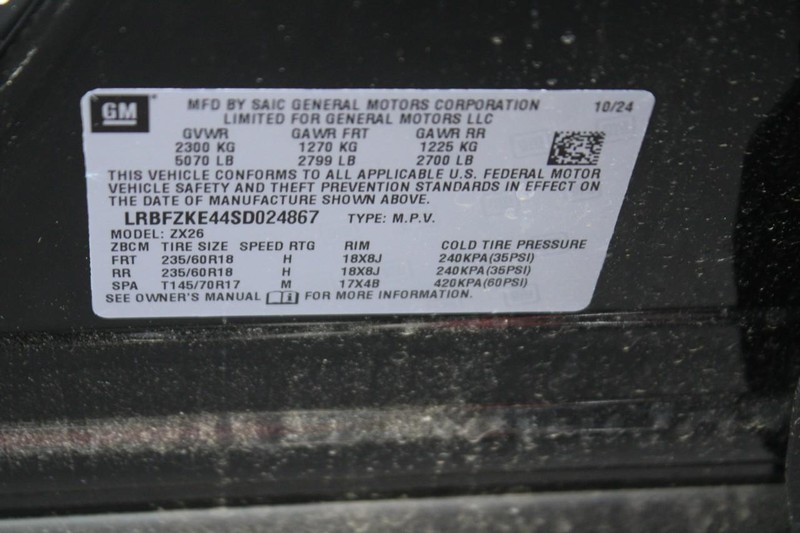 GM MFD BY SAIC GENERAL MOTORS CORPORATION 10/24
LIMITED FOR GENERAL MOTORS LLC
GVWR GAWR FRT GAWR RR
2300 KG 1270 KG 1225 KG
5070 LB 2799 LB 2700 LB
THIS VEHICLE CONFORMS TO ALL APPLICABLE U.S. FEDERAL MOTOR
VEHICLE SAFETY AND THEFT PREVENTION STANDARDS IN EFFECT ON
THE DATE OF MANUFACTURE SHOWN ABOVE.
LRBFZKE44SD024867 TYPE: M.P.V.
MODEL: ZX26
ZBCM TIRE SIZE SPEED RTG RIM COLD TIRE PRESSURE
FRT 235/60R18 H 18X8J 240KPA(35PSI)
RR 235/60R18 H 18X8J 240KPA(35PSI)
SPA T145/70R17 M 17X4B 420KPA(60PSI)
SEE OWNER'S MANUAL FOR MORE INFORMATION.